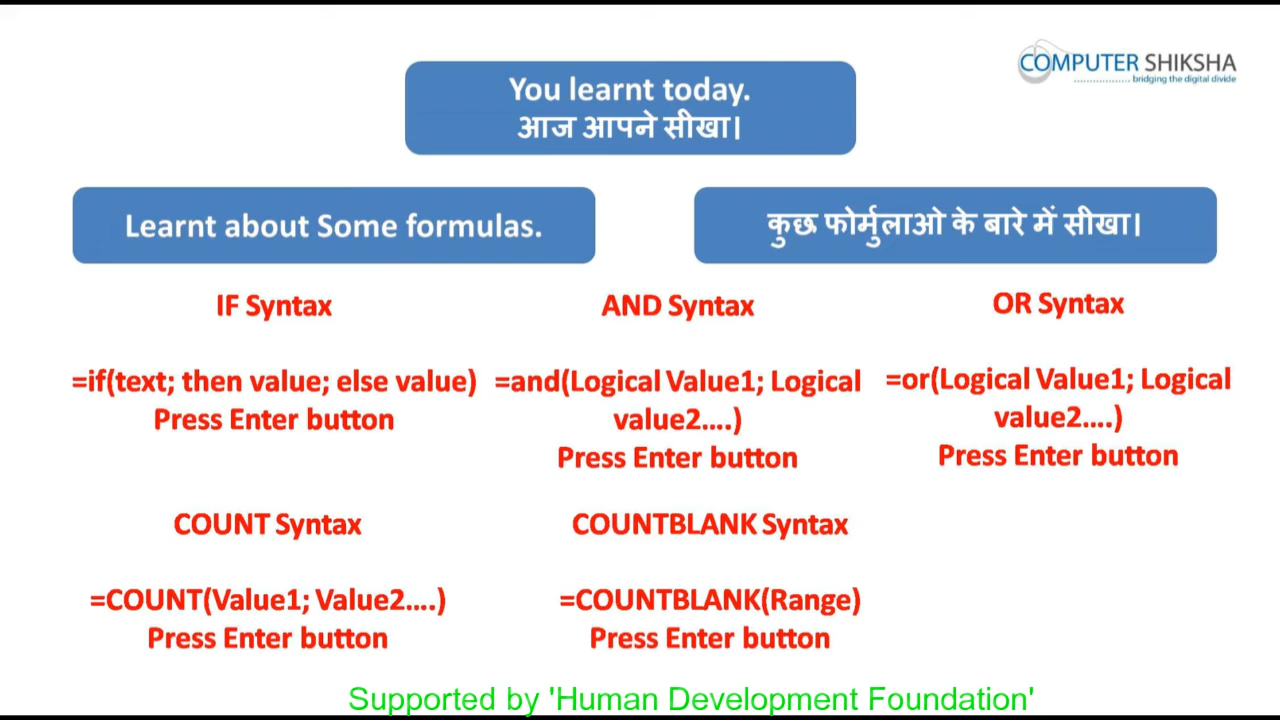 COMPUTER SHIKSHA
bridging the digital divide
You learnt today.
आज आपने सीखा।
Learnt about Some formulas.
कुछ फोर्मुलाओ के बारे में सीखा।
IF Syntax
=if(text; then value; else value)
Press Enter button
AND Syntax
=and(Logical Value1; Logical
value2....)
Press Enter button
OR Syntax
=or(Logical Value1; Logical
value2....)
Press Enter button
COUNT Syntax
=COUNT(Value1; Value2....)
Press Enter button
COUNTBLANK Syntax
=COUNTBLANK(Range)
Press Enter button
Supported by 'Human Development Foundation'